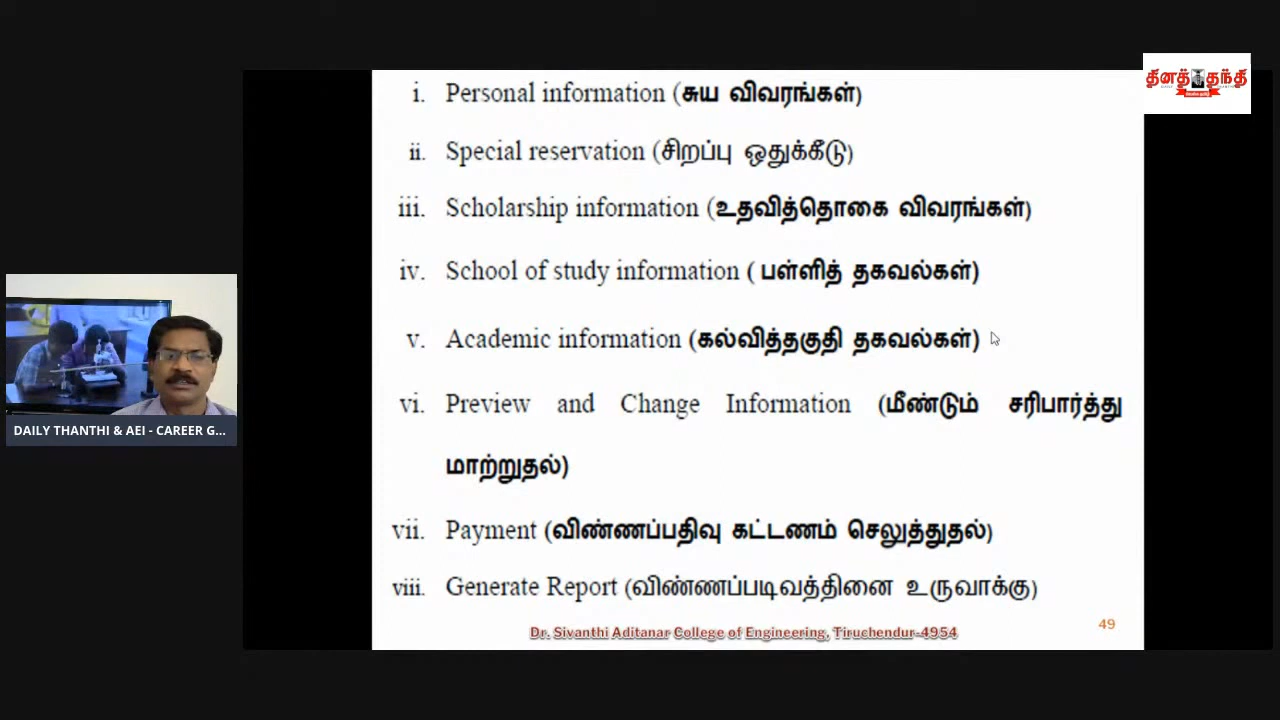 தினத்தந்தி
i. Personal information (சுய விவரங்கள்)
ii. Special reservation (சிறப்பு ஒதுக்கீடு)
iii. Scholarship information (உதவித்தொகை விவரங்கள்)
iv. School of study information ( பள்ளித் தகவல்கள்)
v. Academic information (கல்வித்தகுதி தகவல்கள்)
vi. Preview and Change Information (மீண்டும் சரிபார்த்து
மாற்றுதல்)
vii. Payment (விண்ணப்பதிவு கட்டணம் செலுத்துதல்)
viii. Generate Report (விண்ணப்படிவத்தினை உருவாக்கு)
Dr. Sivanthi Aditanar College of Engineering, Tiruchendur-4954
49
DAILY THANTHI & AEI - CAREER G...